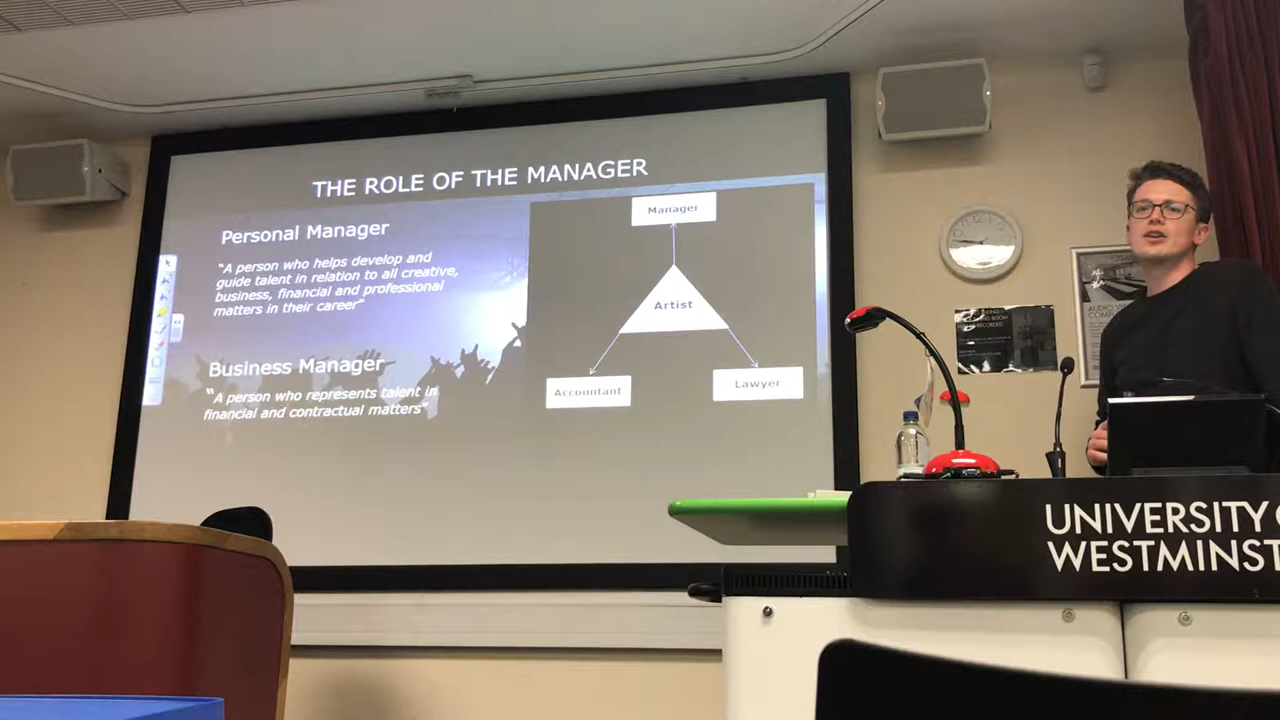 THE ROLE OF THE MANAGER
Personal Manager
"A person who helps develop and
guide talent in relation to all creative,
business, financial and professional
matters in their career"
Business Manager
"A person who represents talent in
financial and contractual matters"
Manager
Artist
Accountant
Lawyer
AUDIO
UNIVERSITY
WESTMINST